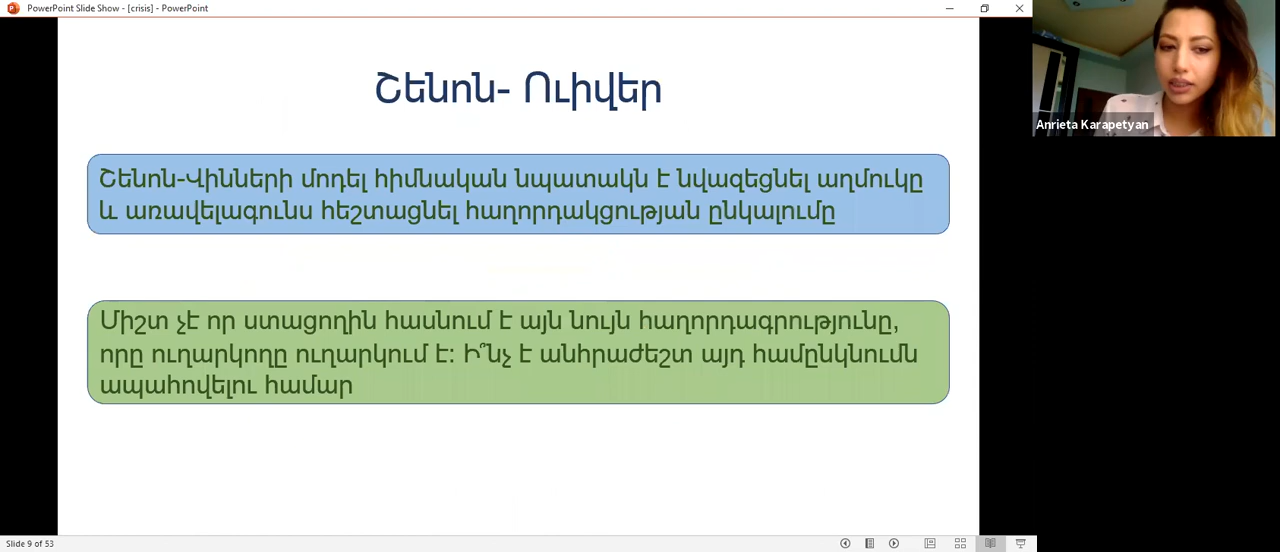 PowerPoint Slide Show - [crisis] - PowerPoint
Anrieta Karapetyan
Շենոն- Ուիվեր
Շենոն-Վինների մոդել հիմնական նպատակն է նվազեցնել աղմուկը
և առավելագունս հեշտացնել հաղորդակցության ընկալումը
Միշտ չէ որ ստացողին հասնում է այն նույն հաղորդագրությունը,
որը ուղարկողը ուղարկում է: Ի՞նչ է անհրաժեշտ այդ համընկնումն
ապահովելու համար
Slide 9 of 53